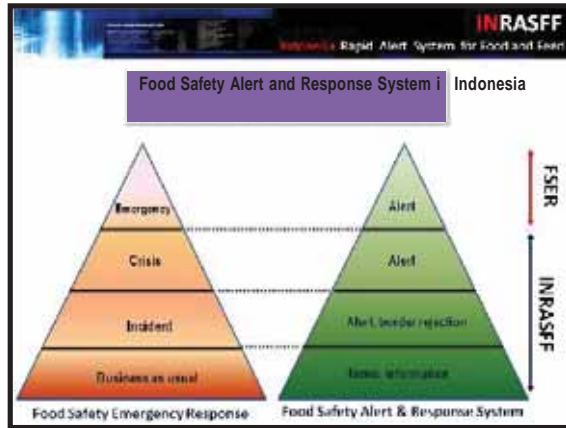 INRASFF
Indonesia Rapid Alert System for Food and Feed
Food Safety Alert and Response System i Indonesia
Emergency
Crisis
Incident
Business as usual
Alert
Alert
Alert, border rejection
information
FSER
INRASFF
Food Safety Emergency Response
Food Safety Alert & Response System